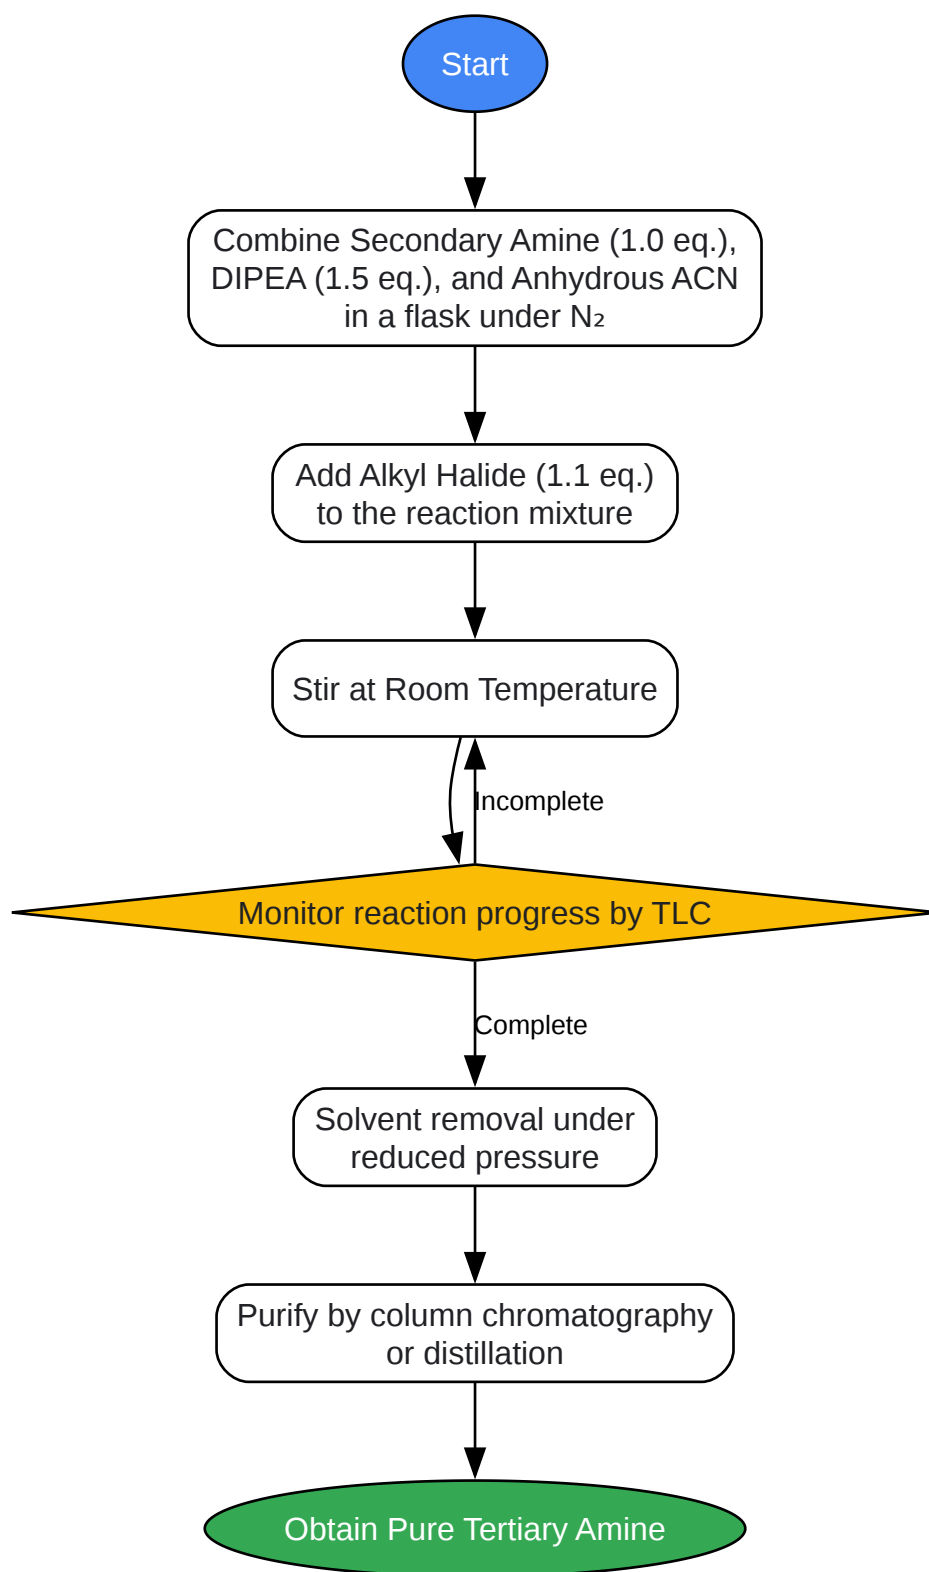 Start
Combine Secondary Amine (1.0 eq.),
DIPEA (1.5 eq.), and Anhydrous ACN
in a flask under N₂
Add Alkyl Halide (1.1 eq.)
to the reaction mixture
Stir at Room Temperature
Incomplete
Monitor reaction progress by TLC
Complete
Solvent removal under
reduced pressure
Purify by column chromatography
or distillation
Obtain Pure Tertiary Amine